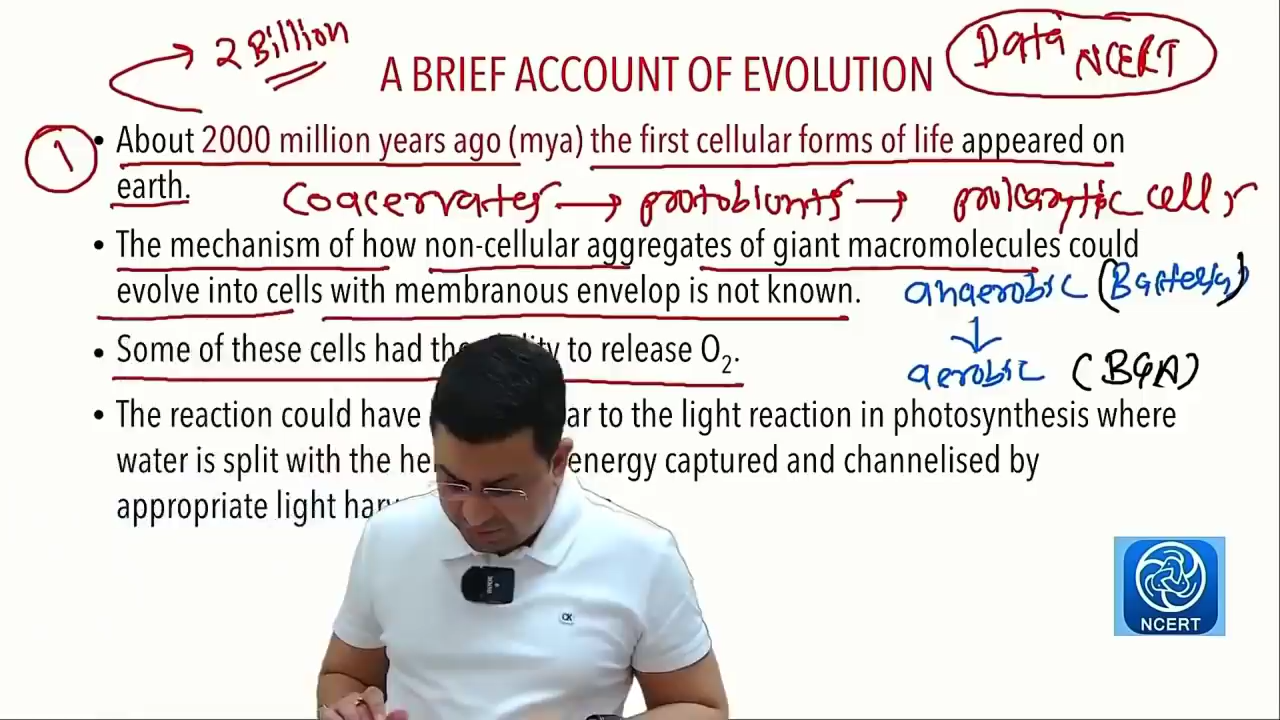 2 Billion
Data
NCERT
A BRIEF ACCOUNT OF EVOLUTION
1
• About 2000 million years ago (mya) the first cellular forms of life appeared on
earth.
Coacervates → protobionts → prokaryotic cells
• The mechanism of how non-cellular aggregates of giant macromolecules could
evolve into cells with membranous envelop is not known.
anaerobic (Bacteria)
• Some of these cells had the to release O₂.
aerobic (BGA)
• The reaction could have to the light reaction in photosynthesis where
water is split with the energy captured and channelised by
appropriate light
CK
NCERT